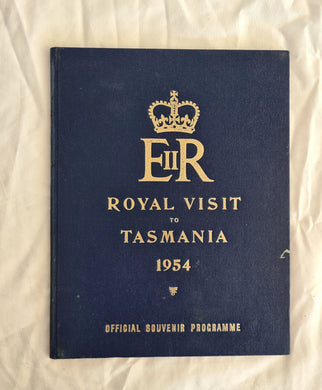 EIIR
ROYAL VISIT
TO
TASMANIA
1954
OFFICIAL SOUVENIR PROGRAMME